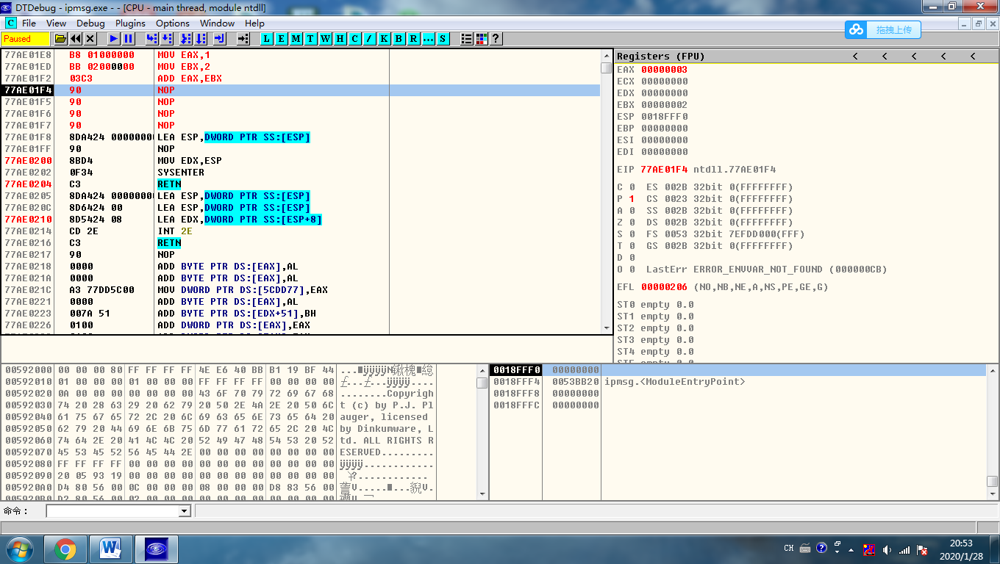 DTDebug - ipmsg.exe - - [CPU - main thread, module ntdll]
C File View Debug Plugins Options Window Help
拖拽上传
Paused L E M T W H C / K B R ... S ?
77AE01E8 B8 01000000 MOV EAX,1
77AE01ED BB 02000000 MOV EBX,2
77AE01F2 03C3 ADD EAX,EBX
77AE01F4 90 NOP
77AE01F5 90 NOP
77AE01F6 90 NOP
77AE01F7 90 NOP
77AE01F8 8DA424 00000000 LEA ESP,DWORD PTR SS:[ESP]
77AE01FF 90 NOP
77AE0200 8BD4 MOV EDX,ESP
77AE0202 0F34 SYSENTER
77AE0204 C3 RETN
77AE0205 8DA424 00000000 LEA ESP,DWORD PTR SS:[ESP]
77AE020C 8D6424 00 LEA ESP,DWORD PTR SS:[ESP]
77AE0210 8D5424 08 LEA EDX,DWORD PTR SS:[ESP+8]
77AE0214 CD 2E INT 2E
77AE0216 C3 RETN
77AE0217 90 NOP
77AE0218 0000 ADD BYTE PTR DS:[EAX],AL
77AE021A 0000 ADD BYTE PTR DS:[EAX],AL
77AE021C A3 77DD5C00 MOV DWORD PTR DS:[5CDD77],EAX
77AE0221 0000 ADD BYTE PTR DS:[EAX],AL
77AE0223 007A 51 ADD BYTE PTR DS:[EDX+51],BH
77AE0226 0100 ADD DWORD PTR DS:[EAX],EAX
Registers (FPU) < < < < <
EAX 00000003
ECX 00000000
EDX 00000000
EBX 00000002
ESP 0018FFF0
EBP 00000000
ESI 00000000
EDI 00000000
EIP 77AE01F4 ntdll.77AE01F4
C 0 ES 002B 32bit 0(FFFFFFFF)
P 1 CS 0023 32bit 0(FFFFFFFF)
A 0 SS 002B 32bit 0(FFFFFFFF)
Z 0 DS 002B 32bit 0(FFFFFFFF)
S 0 FS 0053 32bit 7EFDD000(FFF)
T 0 GS 002B 32bit 0(FFFFFFFF)
D 0
O 0 LastErr ERROR_ENVVAR_NOT_FOUND (000000CB)
EFL 00000206 (NO,NB,NE,A,NS,PE,GE,G)
ST0 empty 0.0
ST1 empty 0.0
ST2 empty 0.0
ST3 empty 0.0
ST4 empty 0.0
00592000 00 00 00 80 FF FF FF FF 4E E6 40 BB B1 19 BF 44
00592010 01 00 00 00 01 00 00 00 FF FF FF FF 00 00 00 00
00592020 0A 00 00 00 00 00 00 00 43 6F 70 79 72 69 67 68 ........Copyrigh
00592030 74 20 28 63 29 20 62 79 20 50 2E 4A 2E 20 50 6C t (c) by P.J. Pl
00592040 61 75 67 65 72 2C 20 6C 69 63 65 6E 73 65 64 20 auger, licensed
00592050 62 79 20 44 69 6E 6B 75 6D 77 61 72 65 2C 20 4C by Dinkumware, L
00592060 74 64 2E 20 41 4C 4C 20 52 49 47 48 54 53 20 52 td. ALL RIGHTS R
00592070 45 53 45 52 56 45 44 2E 00 00 00 00 00 00 00 00 ESERVED.........
00592080 FF FF FF FF 00 00 00 00 00 00 00 00 00 00 00 00 ÿÿÿÿ............
00592090 20 05 93 19 00 00 00 00 00 00 00 00 00 00 00 00
005920A0 D4 80 56 00 0C 00 00 00 08 00 00 00 D8 83 56 00
005920B0 D2 80 56 00 02 00 00 00 00 00 00 00 00 00 00 00
0018FFF0 00000000
0018FFF4 0053BB20 ipmsg.<ModuleEntryPoint>
0018FFF8 00000000
0018FFFC 00000000
命令：
CH
20:53
2020/1/28